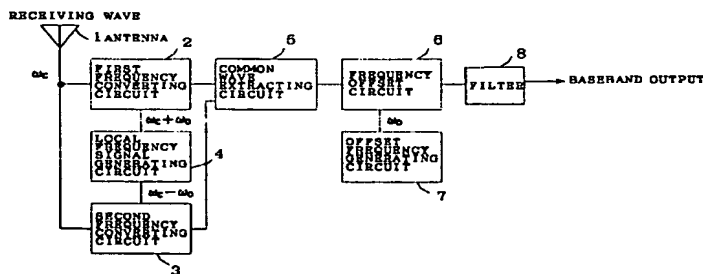 RECEIVING WAVE
1 ANTENNA
2
5
6
8
ωc
FIRST
FREQUENCY
CONVERTING
CIRCUIT
COMMON
WAVE
EXTRACTING
CIRCUIT
FREQUENCY
OFFSET
CIRCUIT
FILTER
BASEBAND OUTPUT
ωc+ωo
ωo
LOCAL
FREQUENCY
SIGNAL
GENERATING
CIRCUIT
4
OFFSET
FREQUENCY
GENERATING
CIRCUIT
7
ωc-ωo
SECOND
FREQUENCY
CONVERTING
CIRCUIT
3